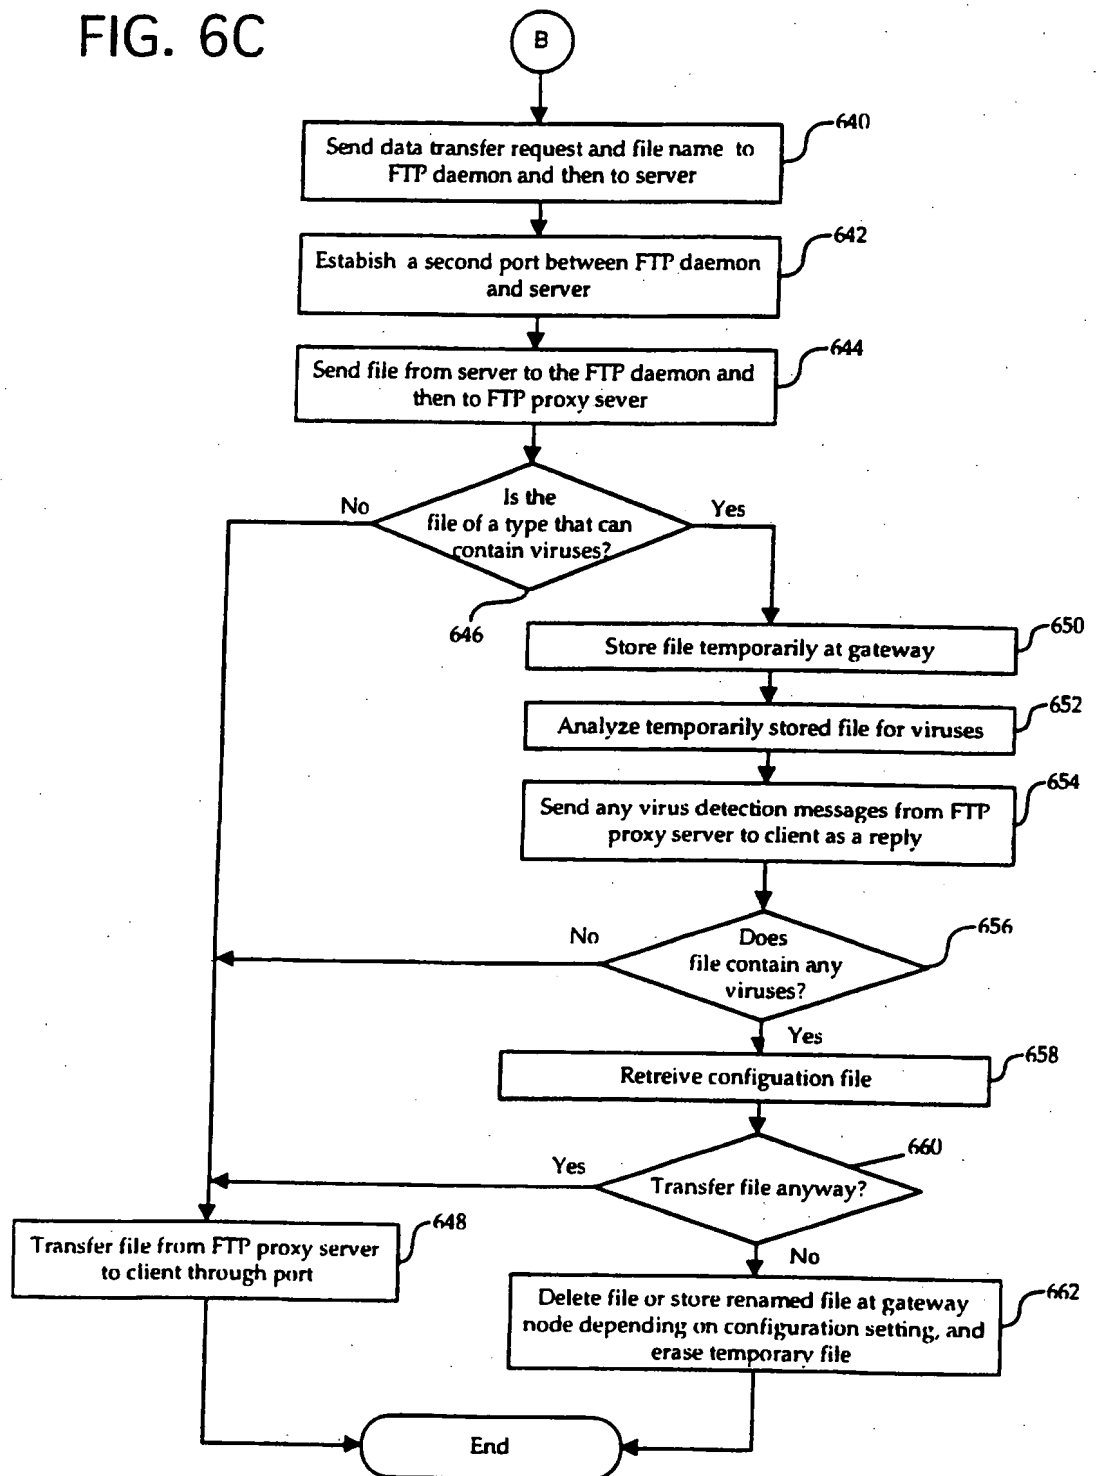 FIG. 6C
B
640
Send data transfer request and file name to
FTP daemon and then to server
642
Estabish a second port between FTP daemon
and server
644
Send file from server to the FTP daemon and
then to FTP proxy sever
No
Is the
file of a type that can
contain viruses?
Yes
646
650
Store file temporarily at gateway
652
Analyze temporarily stored file for viruses
654
Send any virus detection messages from FTP
proxy server to client as a reply
No
Does
file contain any
viruses?
656
Yes
658
Retreive configuation file
660
Yes
Transfer file anyway?
648
Transfer file from FTP proxy server
to client through port
No
662
Delete file or store renamed file at gateway
node depending on configuration setting, and
erase temporary file
End